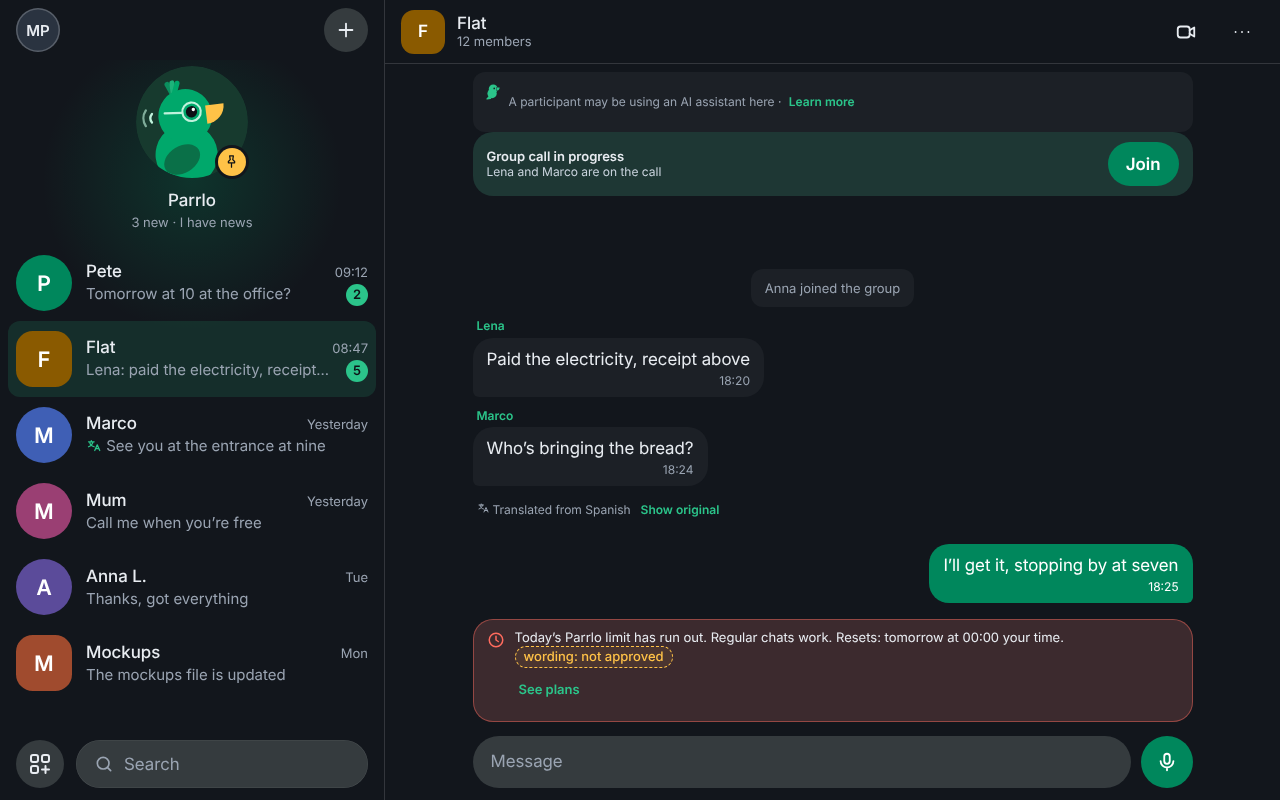 MP
Parrlo
3 new · I have news
P
Pete
09:12
Tomorrow at 10 at the office?
2
F
Flat
08:47
Lena: paid the electricity, receipt…
5
M
Marco
Yesterday
See you at the entrance at nine
M
Mum
Yesterday
Call me when you’re free
A
Anna L.
Tue
Thanks, got everything
M
Mockups
Mon
The mockups file is updated
Search
F
Flat
12 members
A participant may be using an AI assistant here · Learn more
Group call in progress
Lena and Marco are on the call
Join
Anna joined the group
Lena
Paid the electricity, receipt above
18:20
Marco
Who’s bringing the bread?
18:24
Translated from Spanish Show original
I’ll get it, stopping by at seven
18:25
Today’s Parrlo limit has run out. Regular chats work. Resets: tomorrow at 00:00 your time.
wording: not approved
See plans
Message